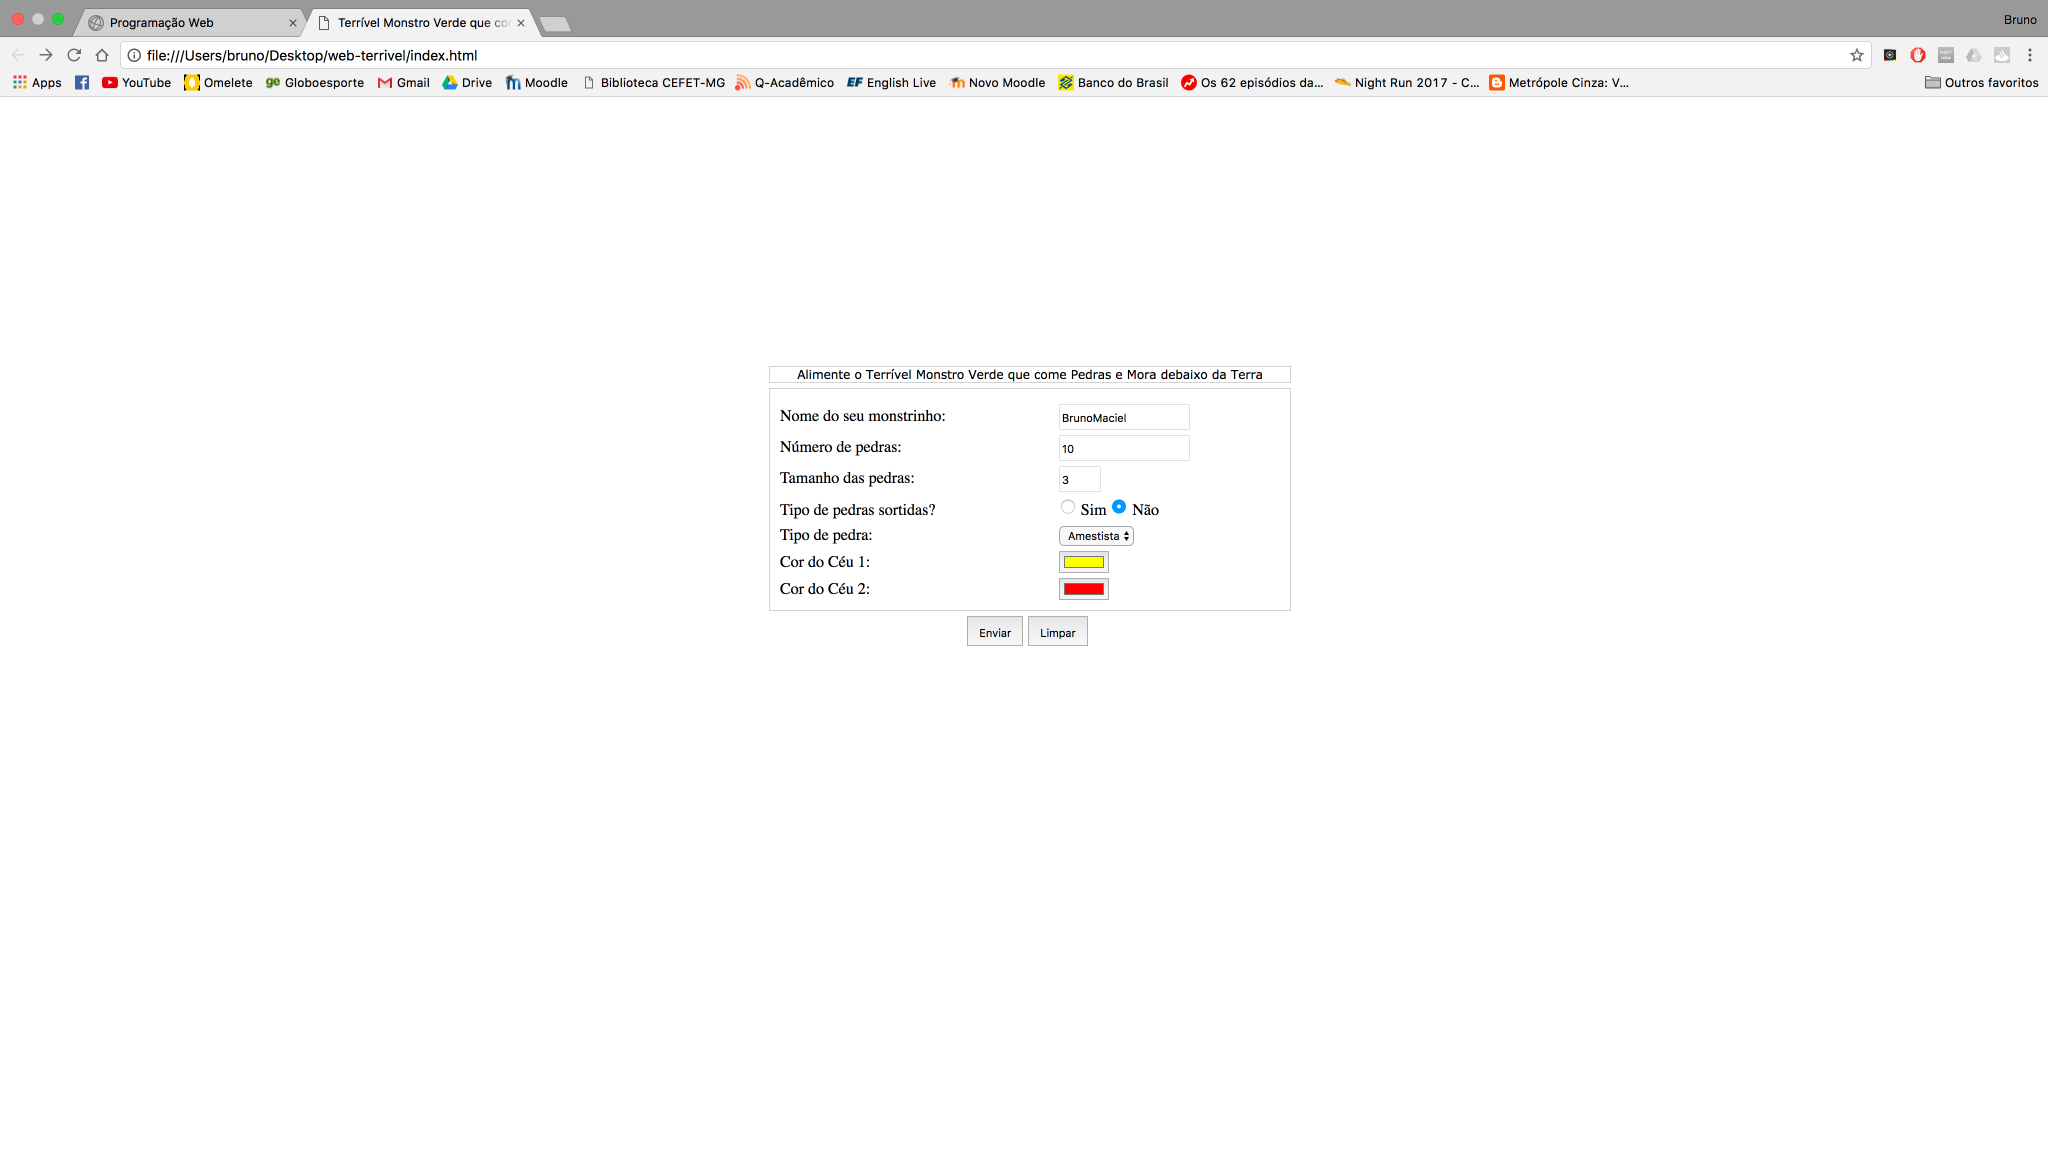 Programação Web
Terrível Monstro Verde que co
Bruno
file:///Users/bruno/Desktop/web-terrivel/index.html
Apps YouTube Omelete ge Globoesporte Gmail Drive Moodle Biblioteca CEFET-MG Q-Acadêmico EF English Live Novo Moodle Banco do Brasil Os 62 episódios da... Night Run 2017 - C... Metrópole Cinza: V... Outros favoritos
Alimente o Terrível Monstro Verde que come Pedras e Mora debaixo da Terra
Nome do seu monstrinho: BrunoMaciel
Número de pedras: 10
Tamanho das pedras: 3
Tipo de pedras sortidas? Sim Não
Tipo de pedra: Amestista
Cor do Céu 1:
Cor do Céu 2:
Enviar Limpar